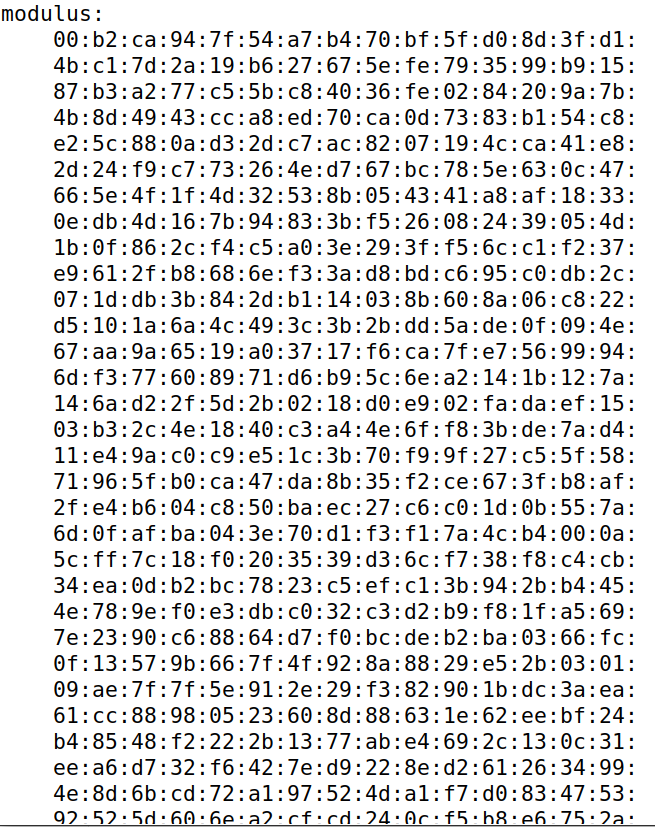 modulus:
00:b2:ca:94:7f:54:a7:b4:70:bf:5f:d0:8d:3f:d1:
4b:c1:7d:2a:19:b6:27:67:5e:fe:79:35:99:b9:15:
87:b3:a2:77:c5:5b:c8:40:36:fe:02:84:20:9a:7b:
4b:8d:49:43:cc:a8:ed:70:ca:0d:73:83:b1:54:c8:
e2:5c:88:0a:d3:2d:c7:ac:82:07:19:4c:ca:41:e8:
2d:24:f9:c7:73:26:4e:d7:67:bc:78:5e:63:0c:47:
66:5e:4f:1f:4d:32:53:8b:05:43:41:a8:af:18:33:
0e:db:4d:16:7b:94:83:3b:f5:26:08:24:39:05:4d:
1b:0f:86:2c:f4:c5:a0:3e:29:3f:f5:6c:c1:f2:37:
e9:61:2f:b8:68:6e:f3:3a:d8:bd:c6:95:c0:db:2c:
07:1d:db:3b:84:2d:b1:14:03:8b:60:8a:06:c8:22:
d5:10:1a:6a:4c:49:3c:3b:2b:dd:5a:de:0f:09:4e:
67:aa:9a:65:19:a0:37:17:f6:ca:7f:e7:56:99:94:
6d:f3:77:60:89:71:d6:b9:5c:6e:a2:14:1b:12:7a:
14:6a:d2:2f:5d:2b:02:18:d0:e9:02:fa:da:ef:15:
03:b3:2c:4e:18:40:c3:a4:4e:6f:f8:3b:de:7a:d4:
11:e4:9a:c0:c9:e5:1c:3b:70:f9:9f:27:c5:5f:58:
71:96:5f:b0:ca:47:da:8b:35:f2:ce:67:3f:b8:af:
2f:e4:b6:04:c8:50:ba:ec:27:c6:c0:1d:0b:55:7a:
6d:0f:af:ba:04:3e:70:d1:f3:f1:7a:4c:b4:00:0a:
5c:ff:7c:18:f0:20:35:39:d3:6c:f7:38:f8:c4:cb:
34:ea:0d:b2:bc:78:23:c5:ef:c1:3b:94:2b:b4:45:
4e:78:9e:f0:e3:db:c0:32:c3:d2:b9:f8:1f:a5:69:
7e:23:90:c6:88:64:d7:f0:bc:de:b2:ba:03:66:fc:
0f:13:57:9b:66:7f:4f:92:8a:88:29:e5:2b:03:01:
09:ae:7f:7f:5e:91:2e:29:f3:82:90:1b:dc:3a:ea:
61:cc:88:98:05:23:60:8d:88:63:1e:62:ee:bf:24:
b4:85:48:f2:22:2b:13:77:ab:e4:69:2c:13:0c:31:
ee:a6:d7:32:f6:42:7e:d9:22:8e:d2:61:26:34:99:
4e:8d:6b:cd:72:a1:97:52:4d:a1:f7:d0:83:47:53:
92:52:5d:60:6e:a2:cf:cd:24:0c:f5:b8:e6:75:2a: